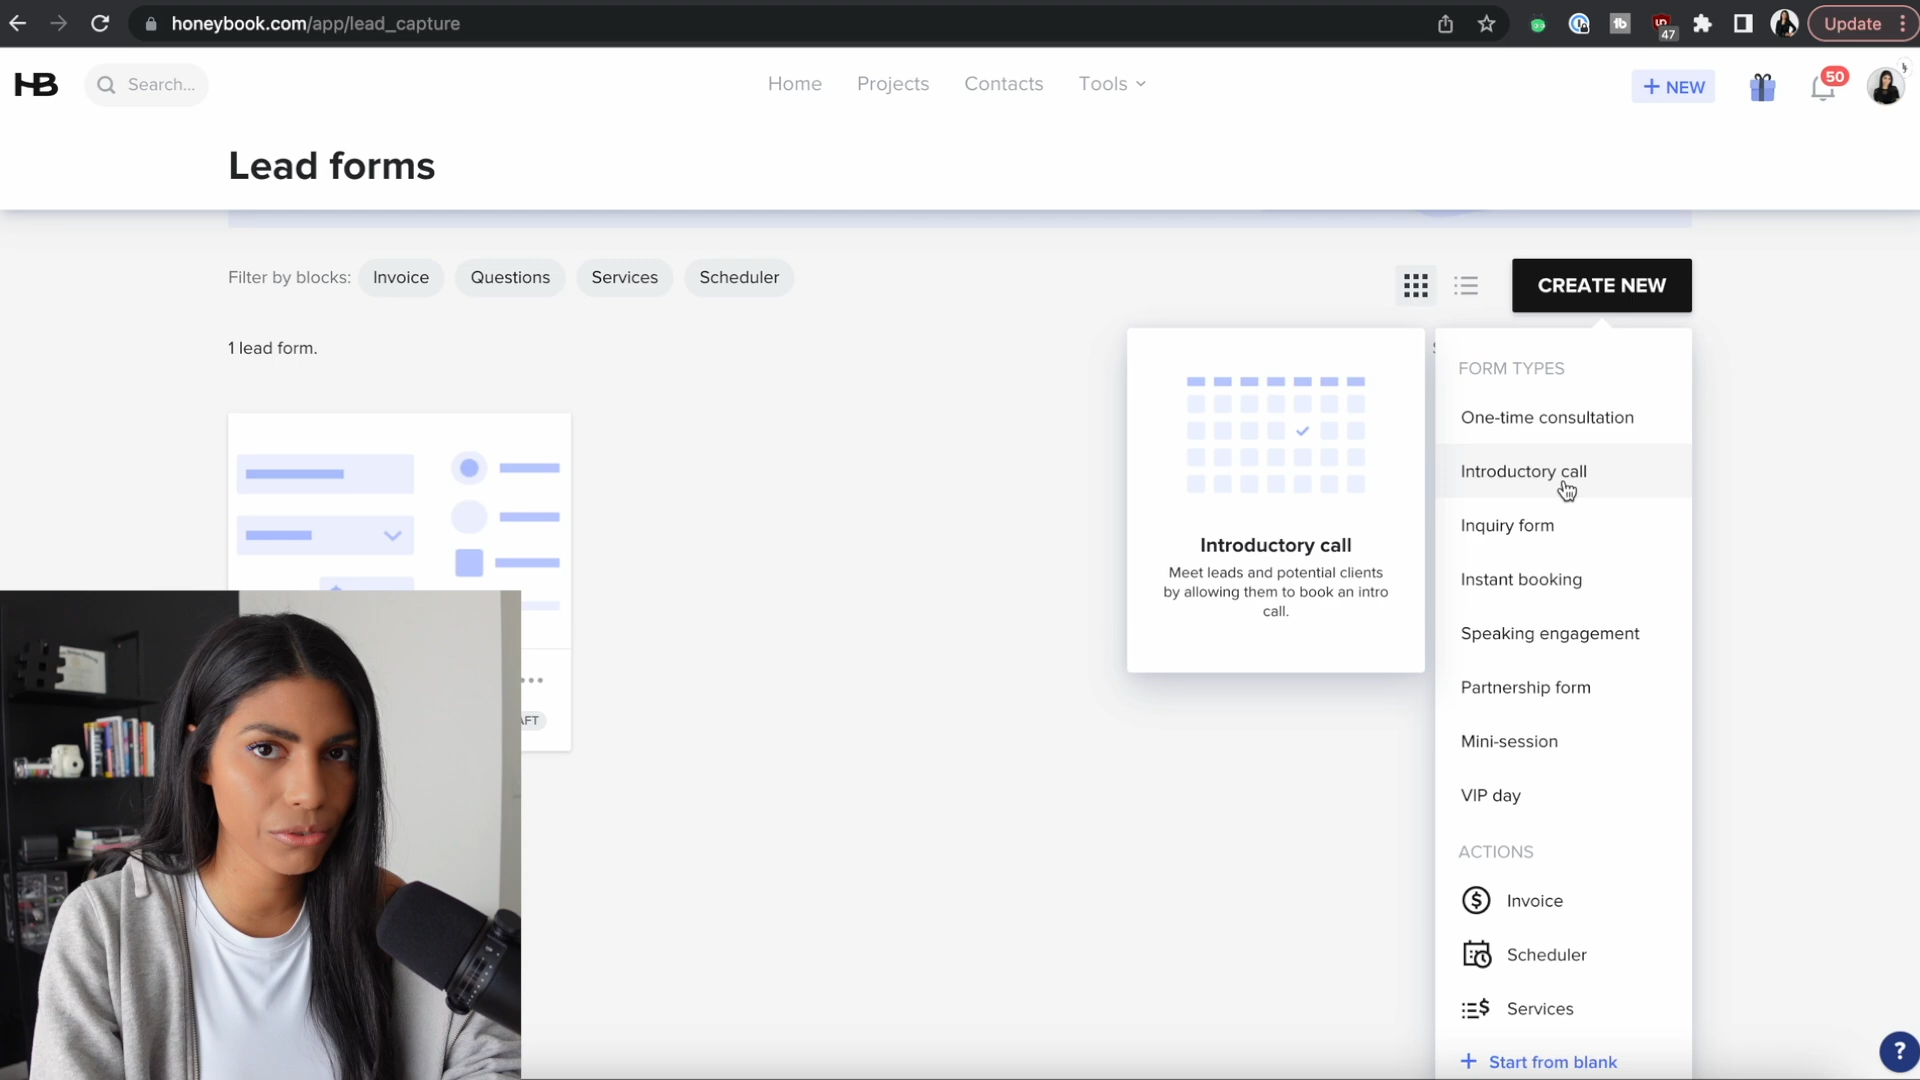 honeybook.com/app/lead_capture
47
Update
HB
Search...
Home
Projects
Contacts
Tools
+ NEW
50
Lead forms
Filter by blocks:
Invoice
Questions
Services
Scheduler
CREATE NEW
1 lead form.
FORM TYPES
One-time consultation
Introductory call
Inquiry form
Instant booking
Speaking engagement
Partnership form
Mini-session
VIP day
ACTIONS
Invoice
Scheduler
Services
+ Start from blank
Introductory call
Meet leads and potential clients
by allowing them to book an intro
call.
?